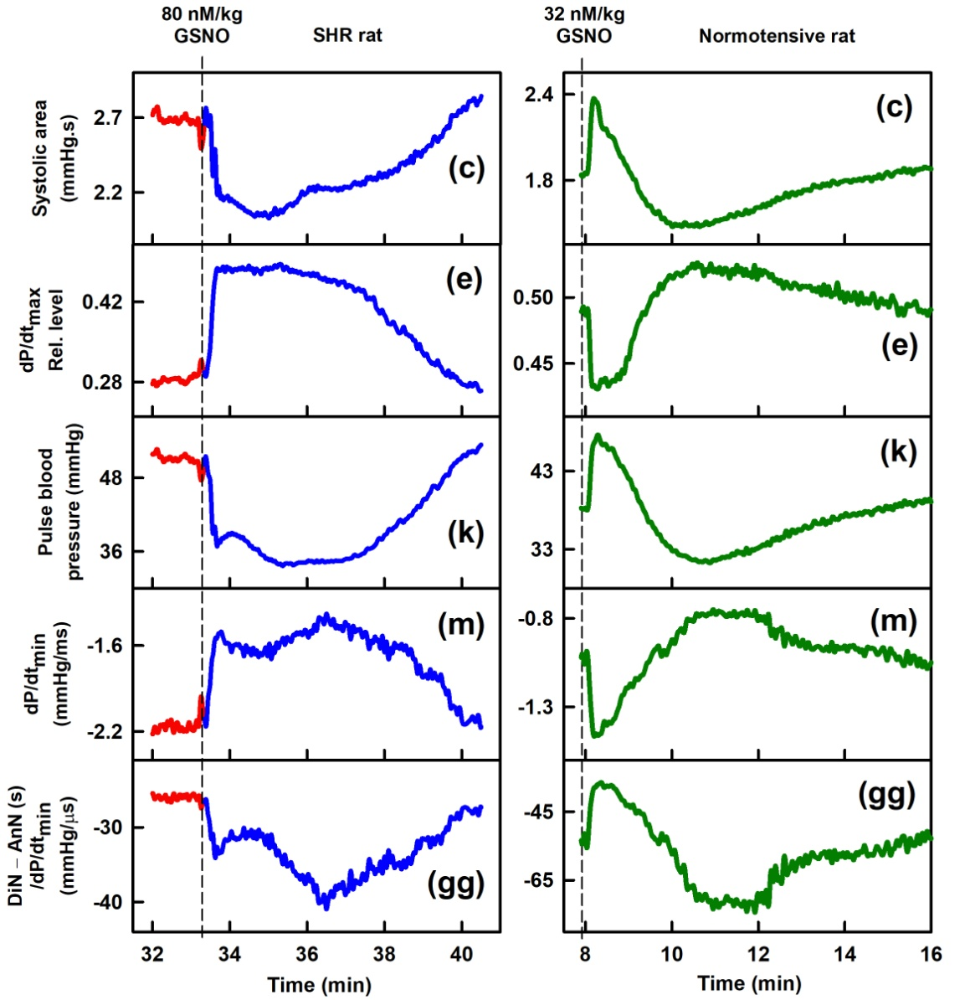 80 nM/kg
GSNO
SHR rat
32 nM/kg
GSNO
Normotensive rat
Systolic area
(mmHg.s)
2.7
2.2
(c)
2.4
1.8
(c)
dP/dtmax
Rel. level
0.42
0.28
(e)
0.50
0.45
(e)
Pulse blood
pressure (mmHg)
48
36
(k)
43
33
(k)
dP/dtmin
(mmHg/ms)
-1.6
-2.2
(m)
-0.8
-1.3
(m)
DiN – AnN (s)
/dP/dtmin
(mmHg/μs)
-30
-40
(gg)
-45
-65
(gg)
32 34 36 38 40
Time (min)
8 10 12 14 16
Time (min)